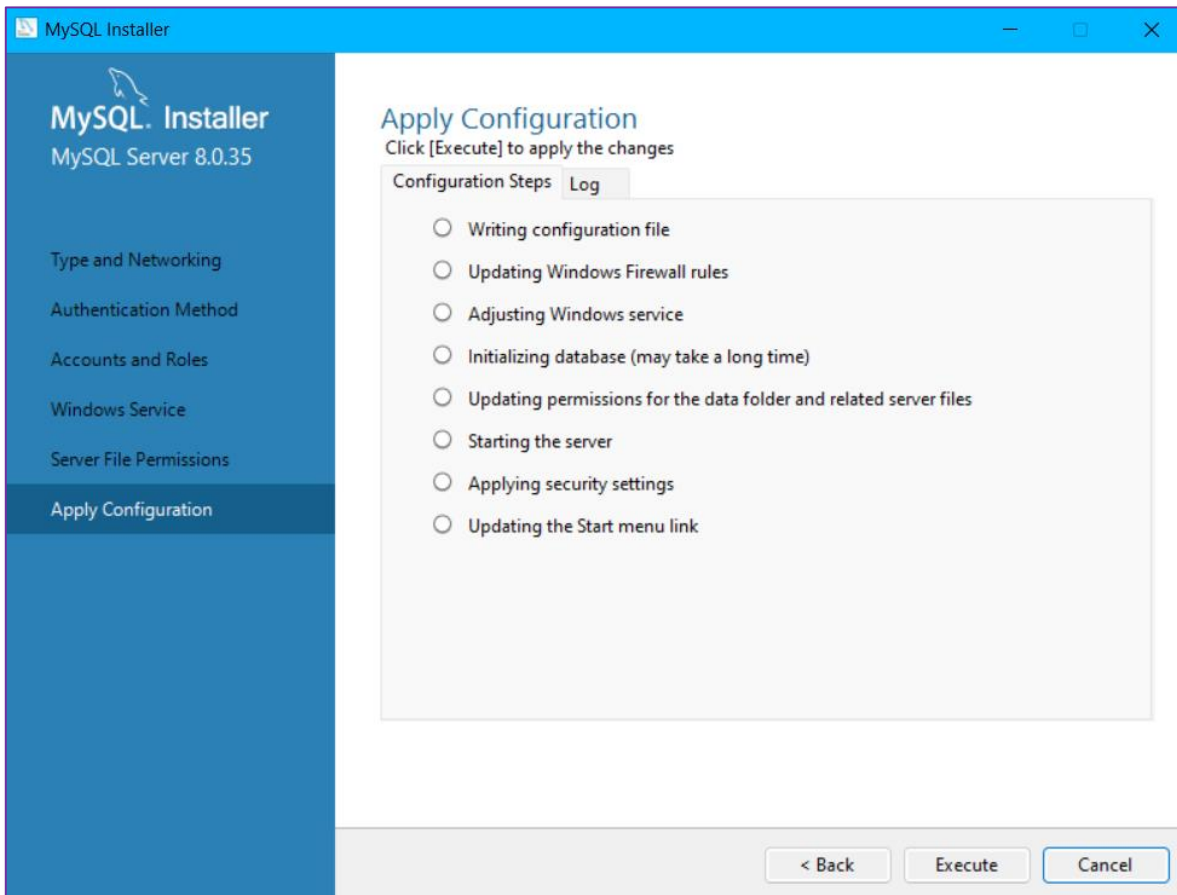 MySQL Installer
MySQL. Installer
MySQL Server 8.0.35
Type and Networking
Authentication Method
Accounts and Roles
Windows Service
Server File Permissions
Apply Configuration
Apply Configuration
Click [Execute] to apply the changes
Configuration Steps Log
Writing configuration file
Updating Windows Firewall rules
Adjusting Windows service
Initializing database (may take a long time)
Updating permissions for the data folder and related server files
Starting the server
Applying security settings
Updating the Start menu link
< Back Execute Cancel